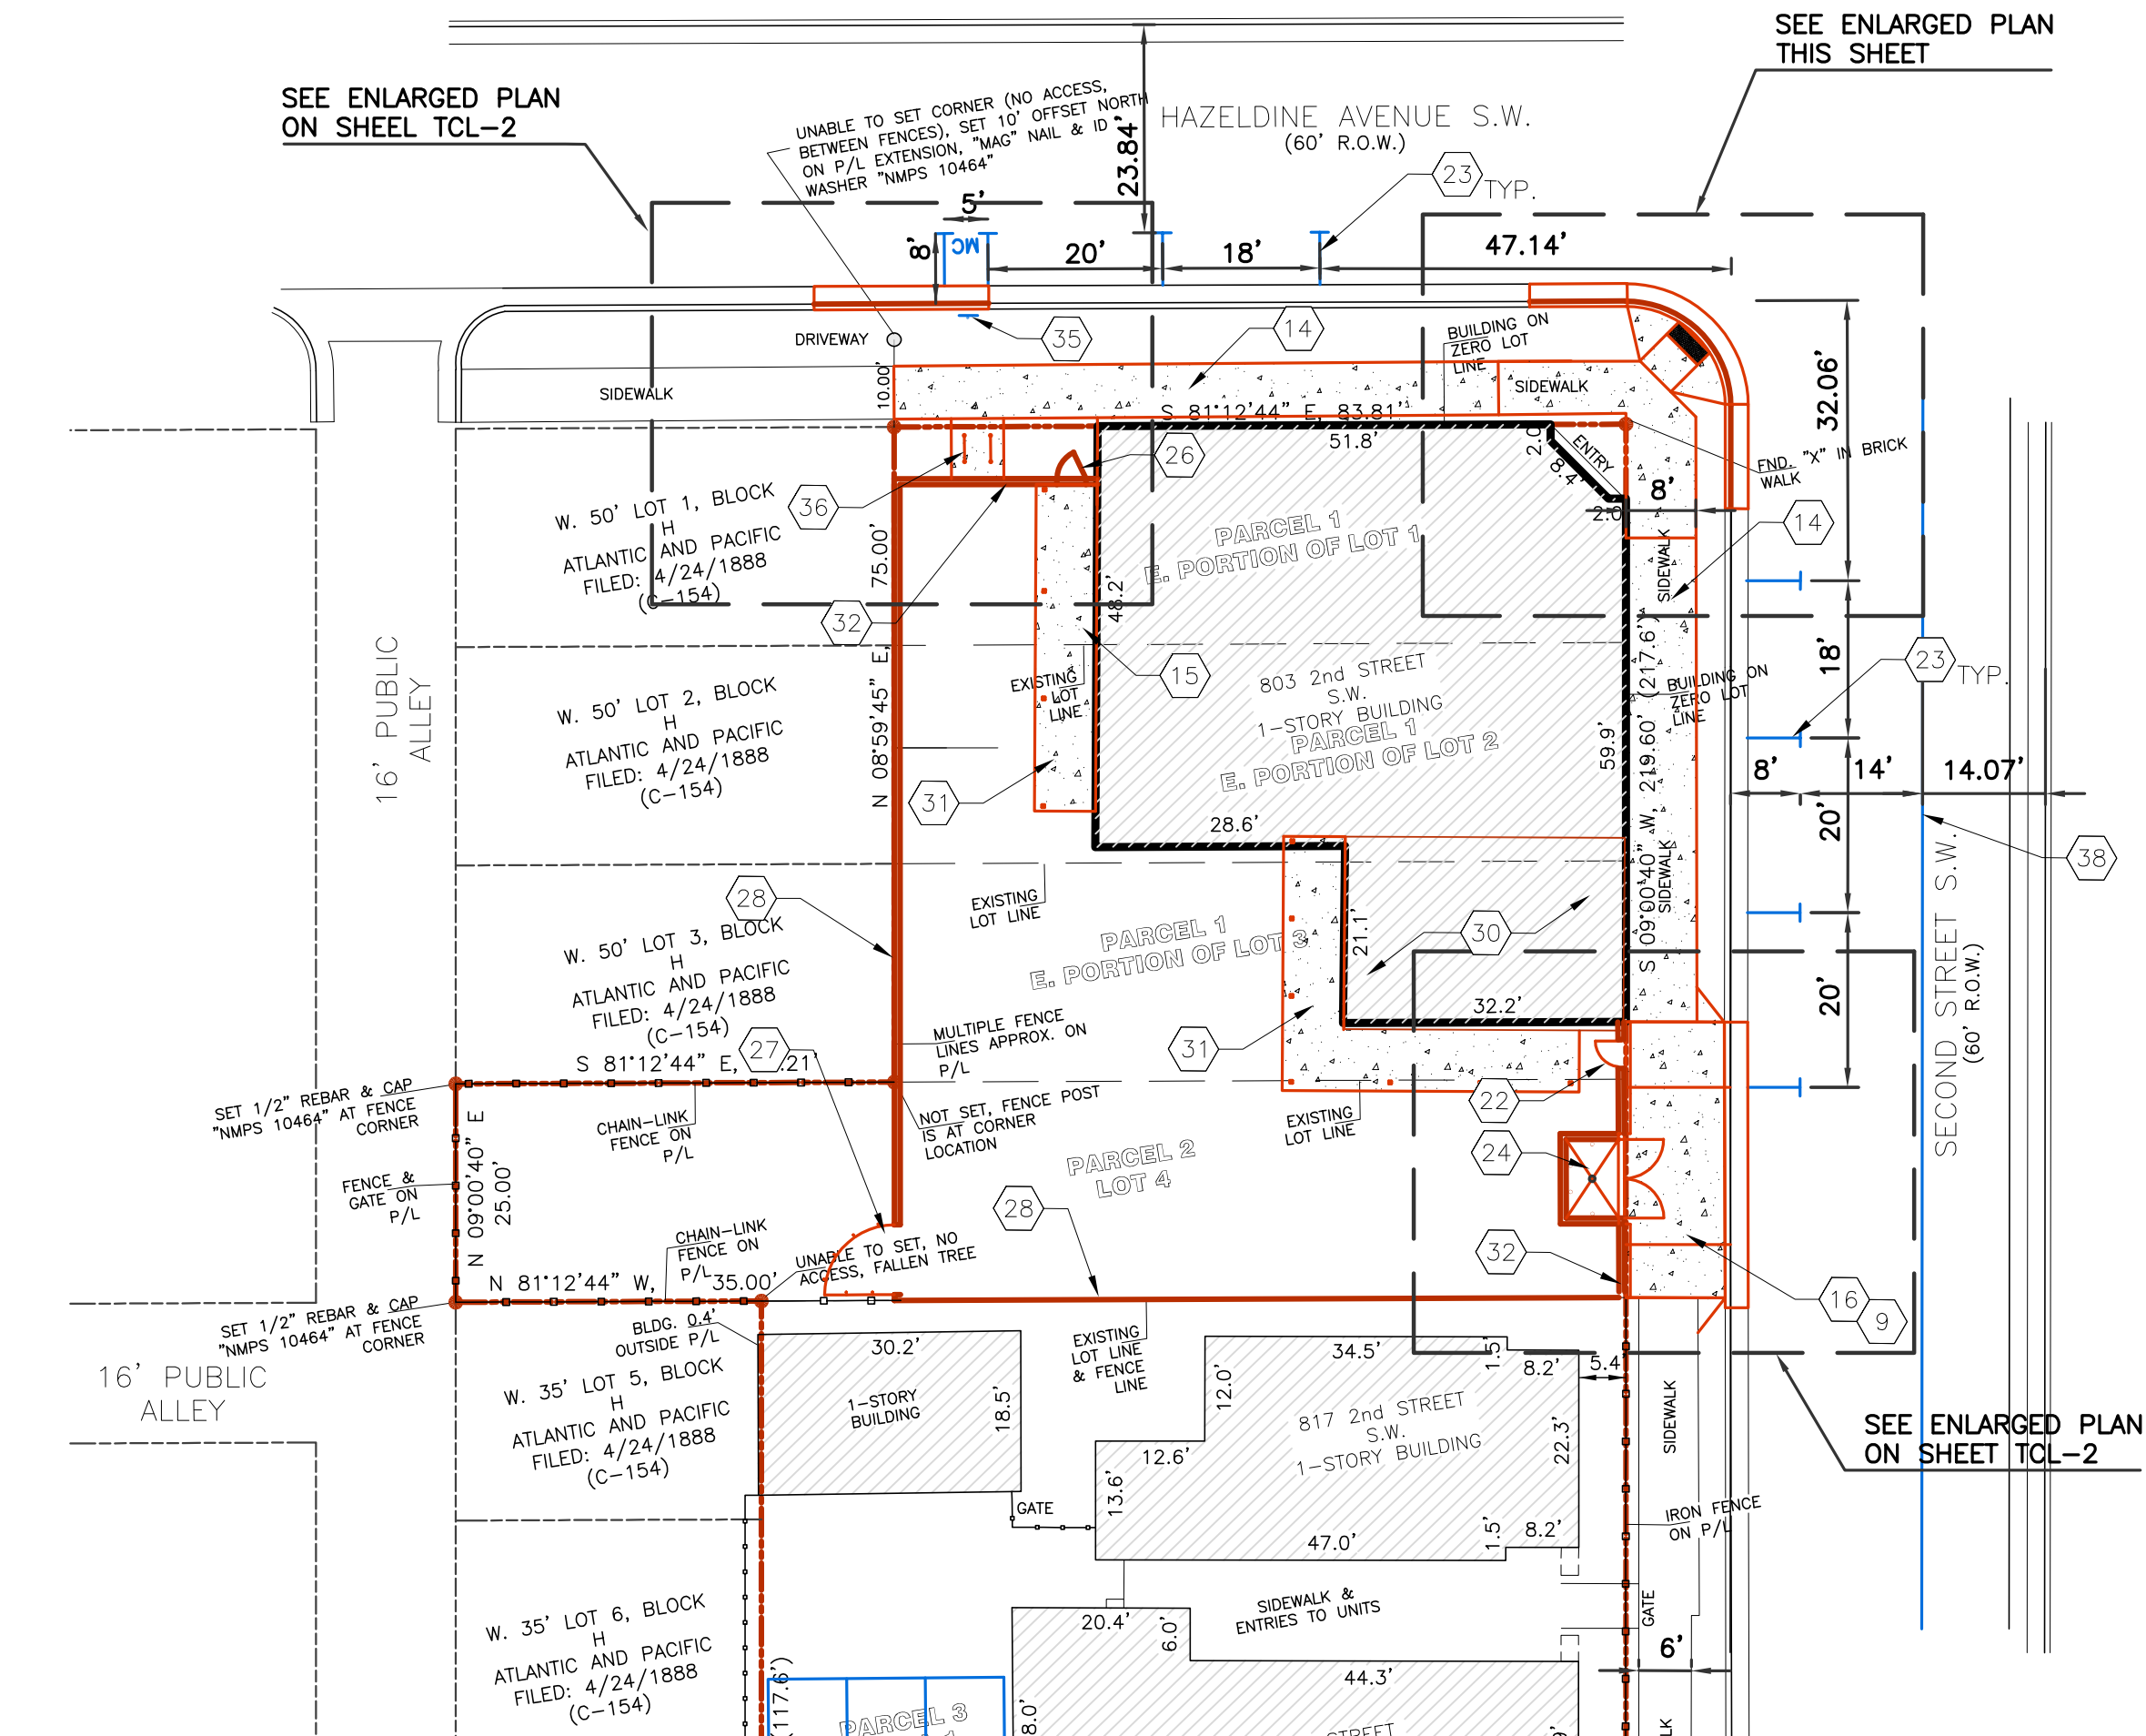 SEE ENLARGED PLAN
THIS SHEET
SEE ENLARGED PLAN
ON SHEEL TCL-2
UNABLE TO SET CORNER (NO ACCESS,
BETWEEN FENCES), SET 10' OFFSET NORTH
ON P/L EXTENSION, "MAG" NAIL & ID
WASHER "NMPS 10464"
23.84'
HAZELDINE AVENUE S.W.
(60' R.O.W.)
23
TYP.
5'
8'
MC
20'
18'
47.14'
DRIVEWAY
35
14
BUILDING ON
ZERO LOT
LINE
SIDEWALK
10.00'
SIDEWALK
32.06'
S 81°12'44" E, 83.81'
51.8'
2.0
ENTRY
8.4'
2.0
FND. "X" IN BRICK
WALK
8'
26
36
14
W. 50' LOT 1, BLOCK
H
ATLANTIC AND PACIFIC
FILED: 4/24/1888
(C-154)
75.00'
N 08°59'45" E,
PARCEL 1
E. PORTION OF LOT 1
48.2'
SIDEWALK
32
16' PUBLIC
ALLEY
15
EXISTING
LOT
LINE
803 2nd STREET
S.W.
1-STORY BUILDING
PARCEL 1
E. PORTION OF LOT 2
BUILDING ON
ZERO LOT
LINE
18'
23
TYP.
W. 50' LOT 2, BLOCK
H
ATLANTIC AND PACIFIC
FILED: 4/24/1888
(C-154)
59.9'
S 09°00'40" W, 219.60' (217.6')
31
28.6'
8'
14'
14.07'
20'
38
28
EXISTING
LOT LINE
SIDEWALK
PARCEL 1
E. PORTION OF LOT 3
21.1'
30
SECOND STREET S.W.
(60' R.O.W.)
W. 50' LOT 3, BLOCK
H
ATLANTIC AND PACIFIC
FILED: 4/24/1888
(C-154)
20'
32.2'
MULTIPLE FENCE
LINES APPROX. ON
P/L
31
27
S 81°12'44" E, .21'
SET 1/2" REBAR & CAP
"NMPS 10464" AT FENCE
CORNER
CHAIN-LINK
FENCE ON
P/L
NOT SET, FENCE POST
IS AT CORNER
LOCATION
EXISTING
LOT LINE
22
24
N 09°00'40" E
25.00'
PARCEL 2
LOT 4
FENCE &
GATE ON
P/L
28
CHAIN-LINK
FENCE ON
P/L
UNABLE TO SET, NO
ACCESS, FALLEN TREE
32
N 81°12'44" W, 35.00'
16
9
SET 1/2" REBAR & CAP
"NMPS 10464" AT FENCE
CORNER
BLDG. 0.4'
OUTSIDE P/L
EXISTING
LOT LINE
& FENCE
LINE
30.2'
34.5'
1.5'
8.2'
5.4'
16' PUBLIC
ALLEY
W. 35' LOT 5, BLOCK
H
ATLANTIC AND PACIFIC
FILED: 4/24/1888
(C-154)
1-STORY
BUILDING
18.5'
12.0'
817 2nd STREET
S.W.
1-STORY BUILDING
SIDEWALK
SEE ENLARGED PLAN
ON SHEET TCL-2
22.3'
12.6'
13.6'
GATE
IRON FENCE
ON P/L
47.0'
1.5'
8.2'
SIDEWALK &
ENTRIES TO UNITS
GATE
W. 35' LOT 6, BLOCK
H
ATLANTIC AND PACIFIC
FILED: 4/24/1888
(C-154)
20.4'
6.0'
6'
44.3'
(117.6')
PARCEL 3
8.0'
STREET